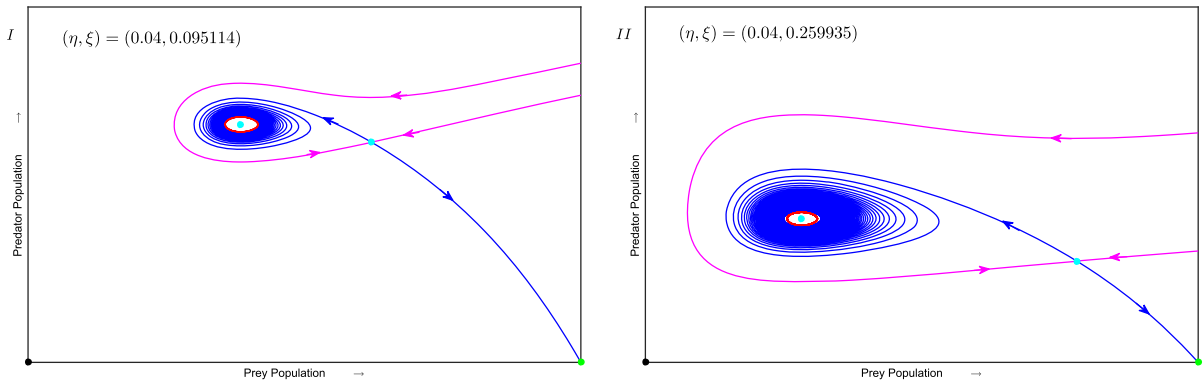 I
(η, ξ) = (0.04, 0.095114)
Predator Population →
Prey Population →
II
(η, ξ) = (0.04, 0.259935)
Predator Population →
Prey Population →